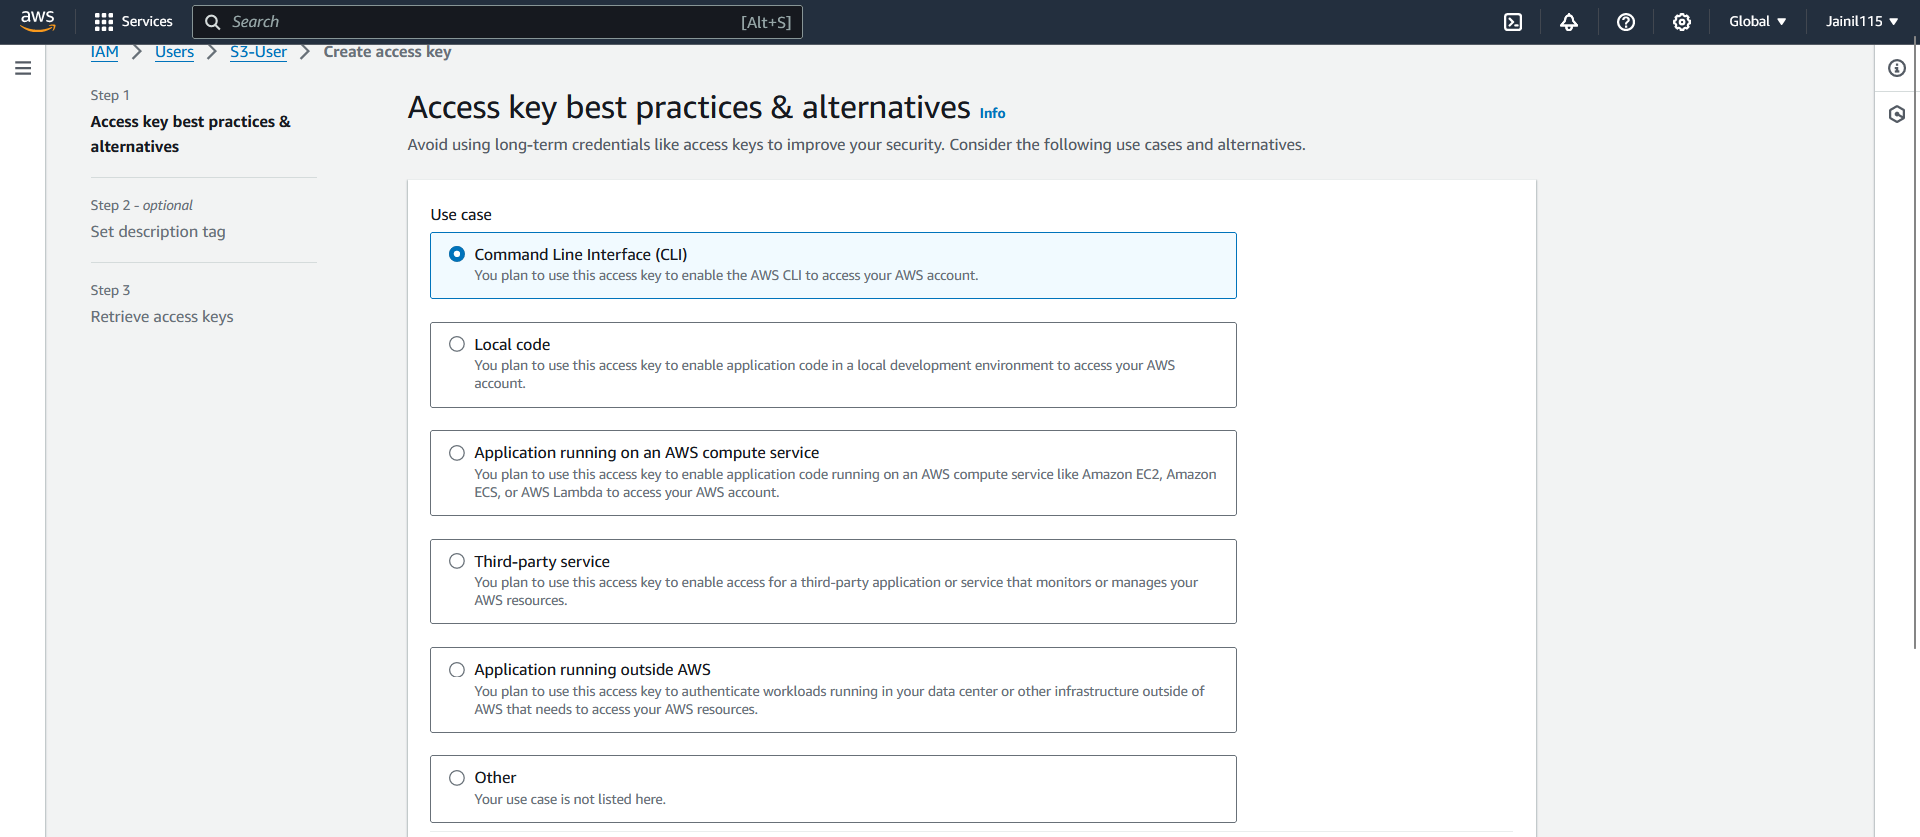 aws Services Search [Alt+S] Global Jainil115
IAM Users S3-User Create access key
Step 1
Access key best practices &
alternatives
Step 2 - optional
Set description tag
Step 3
Retrieve access keys
Access key best practices & alternatives Info
Avoid using long-term credentials like access keys to improve your security. Consider the following use cases and alternatives.
Use case
Command Line Interface (CLI)
You plan to use this access key to enable the AWS CLI to access your AWS account.
Local code
You plan to use this access key to enable application code in a local development environment to access your AWS
account.
Application running on an AWS compute service
You plan to use this access key to enable application code running on an AWS compute service like Amazon EC2, Amazon
ECS, or AWS Lambda to access your AWS account.
Third-party service
You plan to use this access key to enable access for a third-party application or service that monitors or manages your
AWS resources.
Application running outside AWS
You plan to use this access key to authenticate workloads running in your data center or other infrastructure outside of
AWS that needs to access your AWS resources.
Other
Your use case is not listed here.